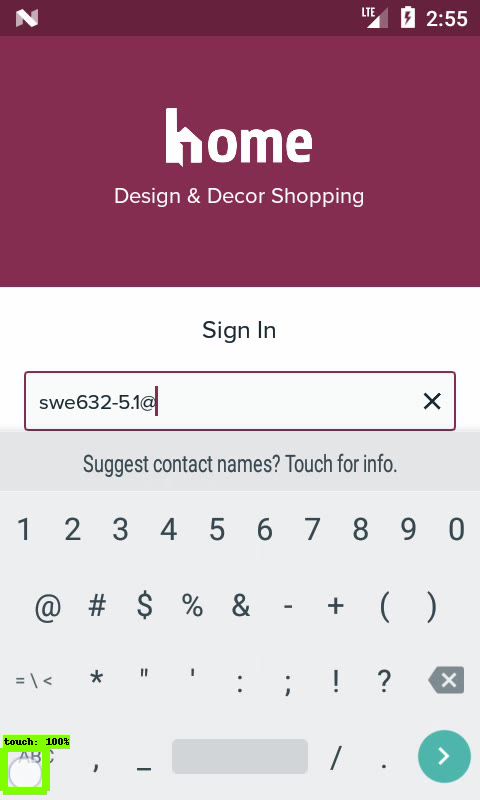 LTE 2:55
home
Design & Decor Shopping
Sign In
swe632-5.1@
Suggest contact names? Touch for info.
1 2 3 4 5 6 7 8 9 0
@ # $ % & - + ( )
= \ < * " ' : ; ! ?
touch: 100%
ABC , _ / .